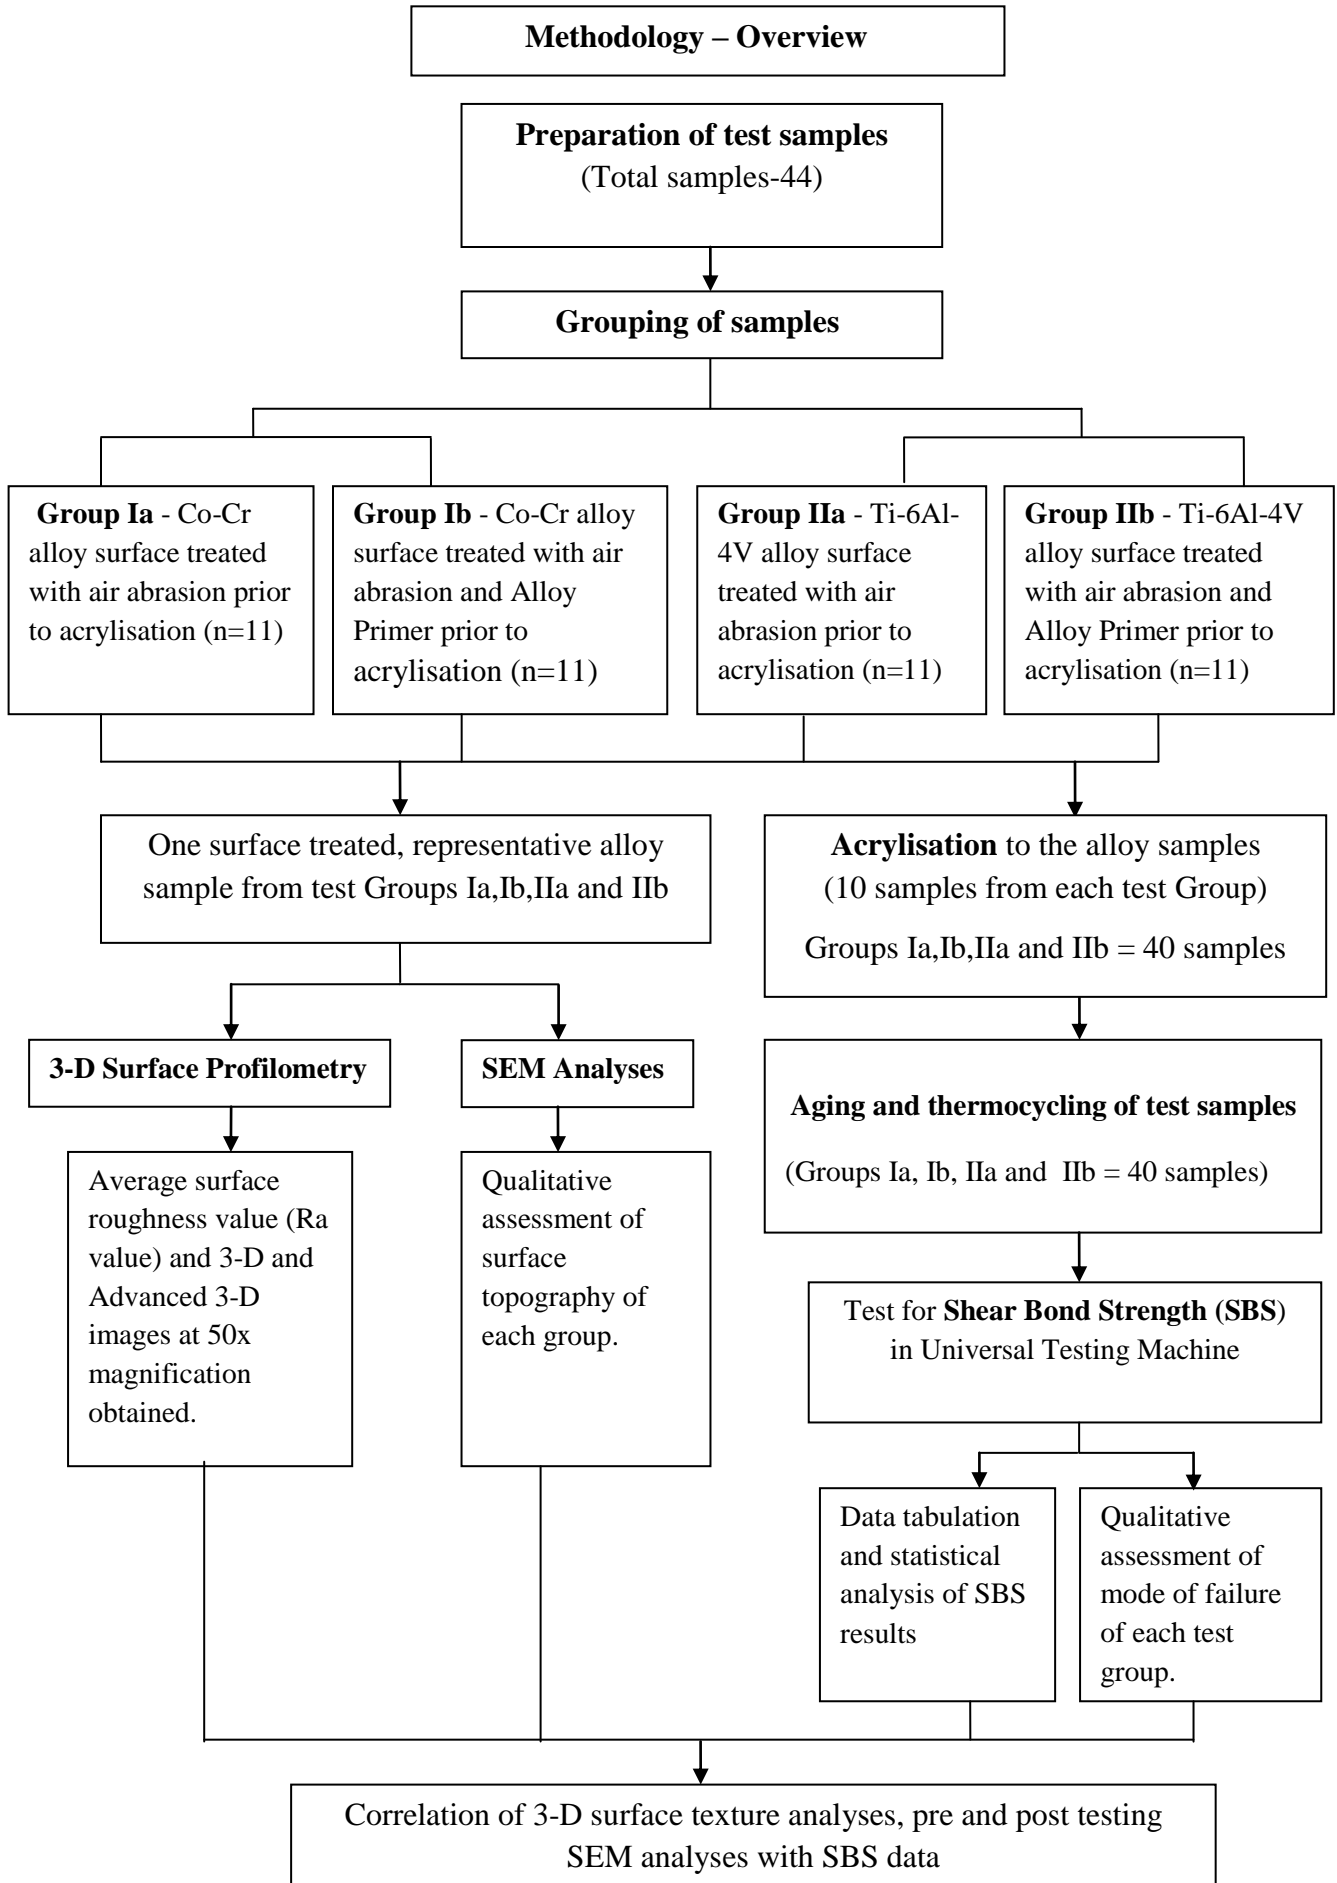 Methodology – Overview
Preparation of test samples
(Total samples-44)
Grouping of samples
Group Ia - Co-Cr
alloy surface treated
with air abrasion prior
to acrylisation (n=11)
Group Ib - Co-Cr alloy
surface treated with air
abrasion and Alloy
Primer prior to
acrylisation (n=11)
Group IIa - Ti-6Al-
4V alloy surface
treated with air
abrasion prior to
acrylisation (n=11)
Group IIb - Ti-6Al-4V
alloy surface treated
with air abrasion and
Alloy Primer prior to
acrylisation (n=11)
One surface treated, representative alloy
sample from test Groups Ia,Ib,IIa and IIb
Acrylisation to the alloy samples
(10 samples from each test Group)
Groups Ia,Ib,IIa and IIb = 40 samples
3-D Surface Profilometry
SEM Analyses
Aging and thermocycling of test samples
(Groups Ia, Ib, IIa and IIb = 40 samples)
Average surface
roughness value (Ra
value) and 3-D and
Advanced 3-D
images at 50x
magnification
obtained.
Qualitative
assessment of
surface
topography of
each group.
Test for Shear Bond Strength (SBS)
in Universal Testing Machine
Data tabulation
and statistical
analysis of SBS
results
Qualitative
assessment of
mode of failure
of each test
group.
Correlation of 3-D surface texture analyses, pre and post testing
SEM analyses with SBS data